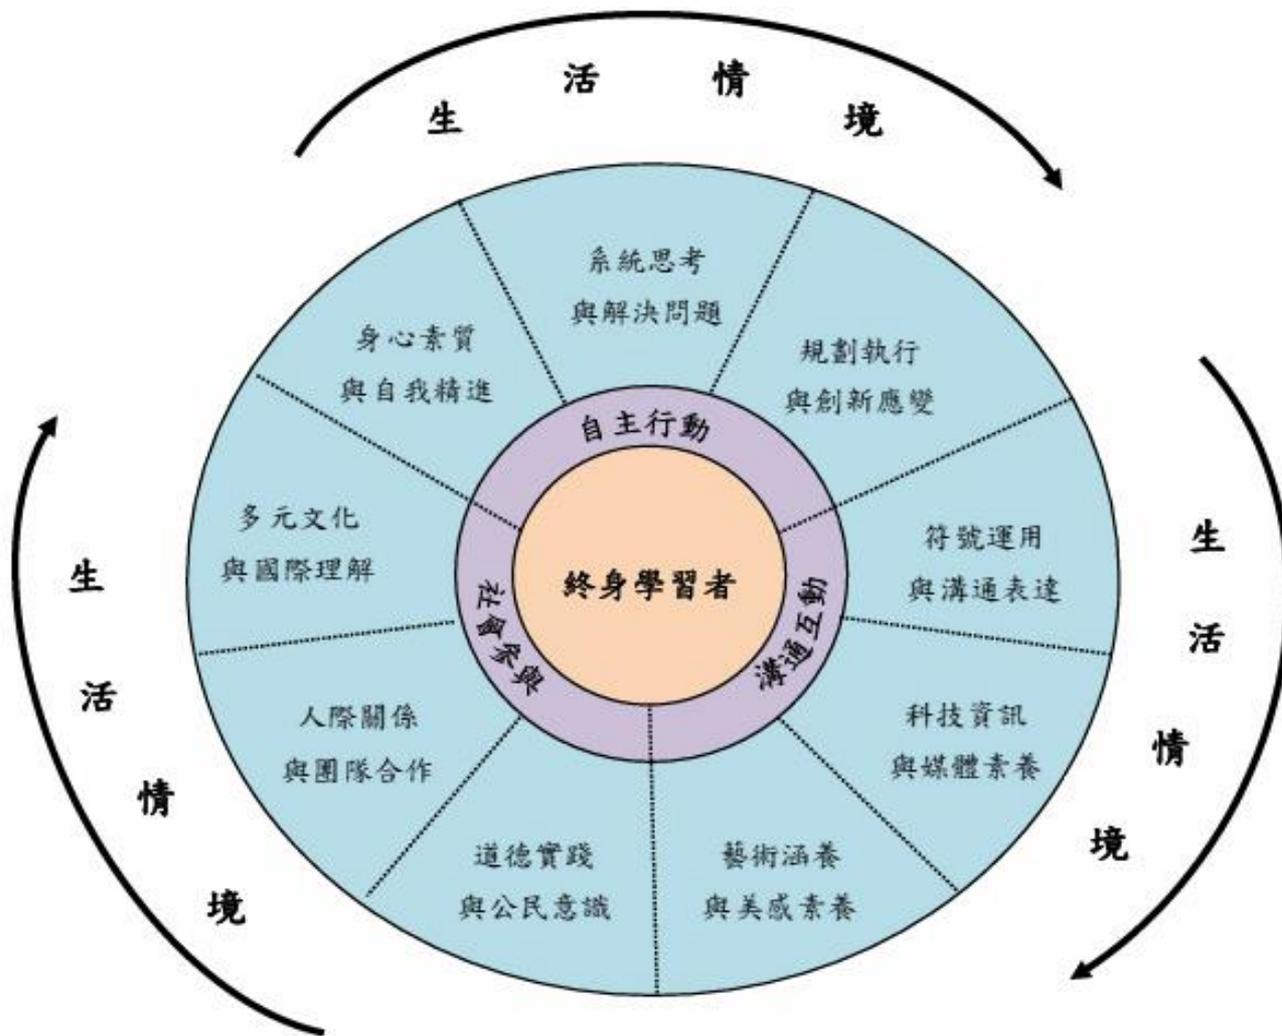 生活情境
系統思考
與解決問題
身心素質
與自我精進
規劃執行
與創新應變
自主行動
多元文化
與國際理解
符號運用
與溝通表達
生活情境
生活情境
終身學習者
社會參與
溝通互動
人際關係
與團隊合作
科技資訊
與媒體素養
道德實踐
與公民意識
藝術涵養
與美感素養